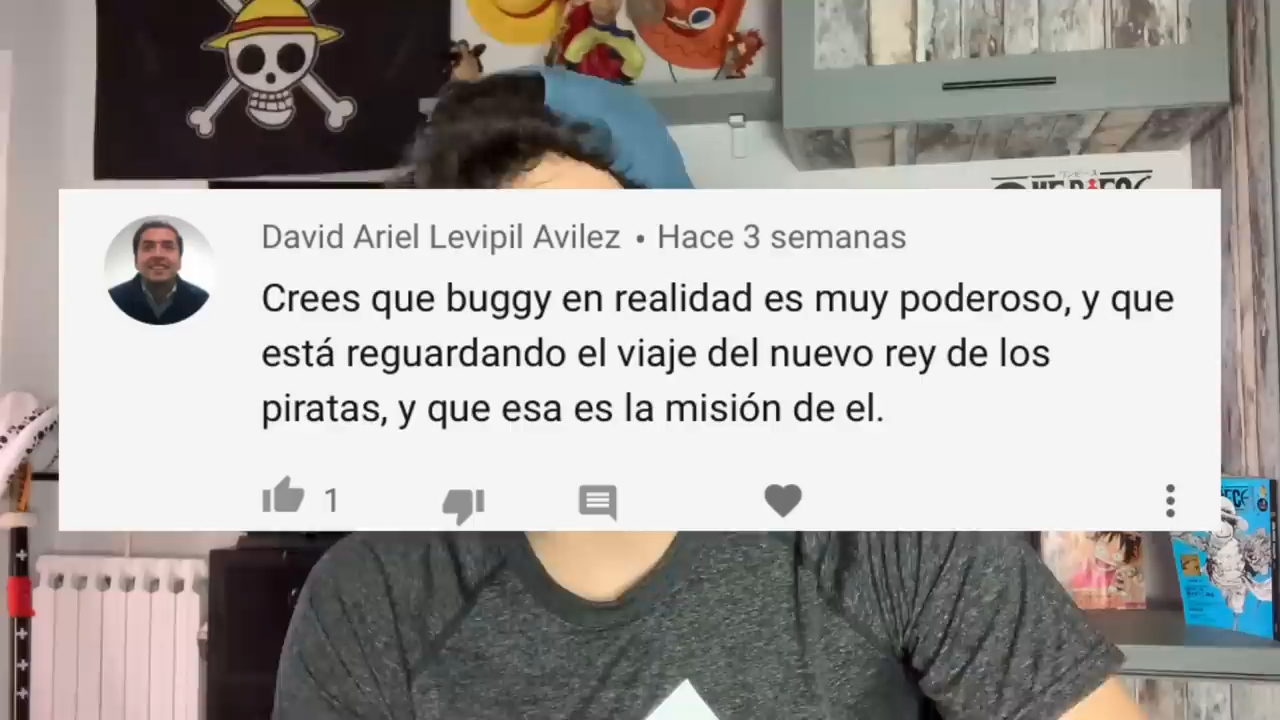 David Ariel Levipil Avilez • Hace 3 semanas
Crees que buggy en realidad es muy poderoso, y que
está reguardando el viaje del nuevo rey de los
piratas, y que esa es la misión de el.
1